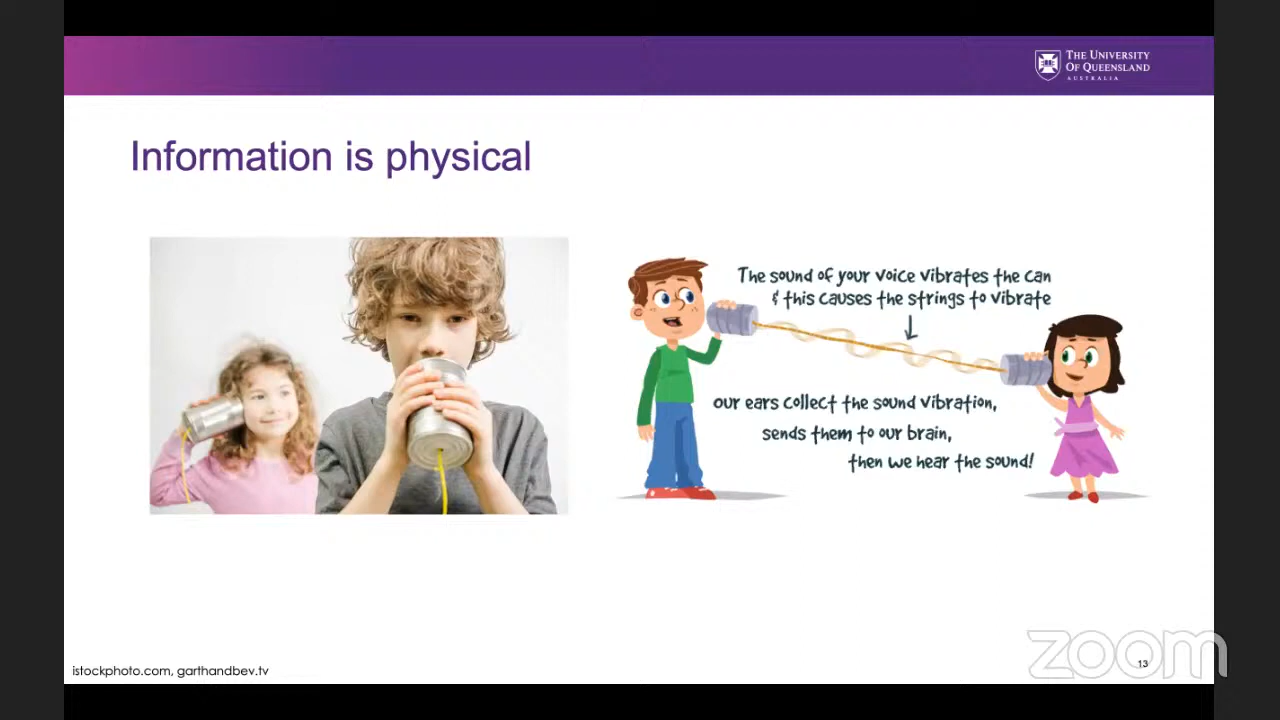 THE UNIVERSITY
OF QUEENSLAND
AUSTRALIA
Information is physical
The sound of your voice vibrates the can
& this causes the strings to vibrate
our ears collect the sound vibration,
sends them to our brain,
then we hear the sound!
istockphoto.com, garthandbev.tv
13
zoom